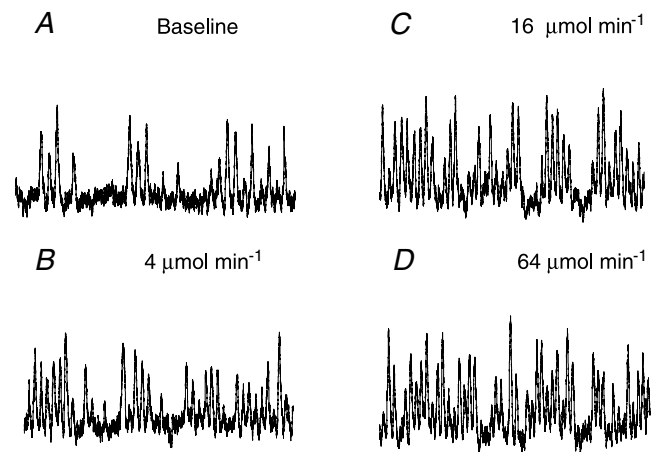 A Baseline
C 16 μmol min⁻¹
B 4 μmol min⁻¹
D 64 μmol min⁻¹